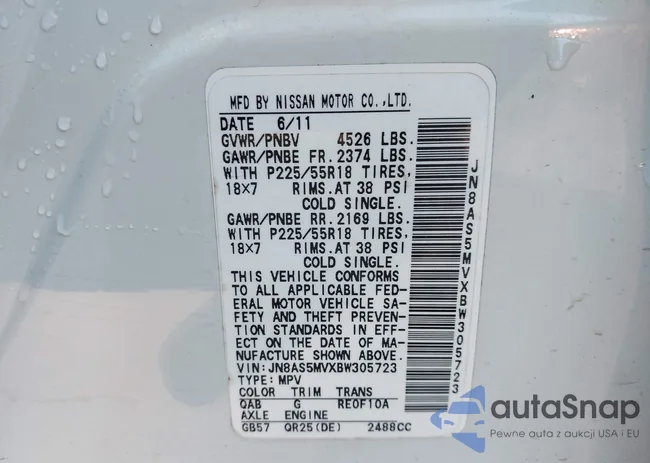 MFD BY NISSAN MOTOR CO.,LTD.
DATE 6/11
GVWR/PNBV 4526 LBS.
GAWR/PNBE FR. 2374 LBS.
WITH P225/55R18 TIRES,
18X7 RIMS.AT 38 PSI
COLD SINGLE.
GAWR/PNBE RR. 2169 LBS.
WITH P225/55R18 TIRES,
18X7 RIMS.AT 38 PSI
COLD SINGLE.
THIS VEHICLE CONFORMS
TO ALL APPLICABLE FED-
ERAL MOTOR VEHICLE SA-
FETY AND THEFT PREVEN-
TION STANDARDS IN EFF-
ECT ON THE DATE OF MA-
NUFACTURE SHOWN ABOVE.
VIN: JN8AS5MVXBW305723
TYPE: MPV
COLOR TRIM TRANS
QAB G RE0F10A
AXLE ENGINE
GB57 QR25(DE) 2488CC
JN8AS5MVXBW305723
autoSnap
Pewne auta z aukcji USA i EU